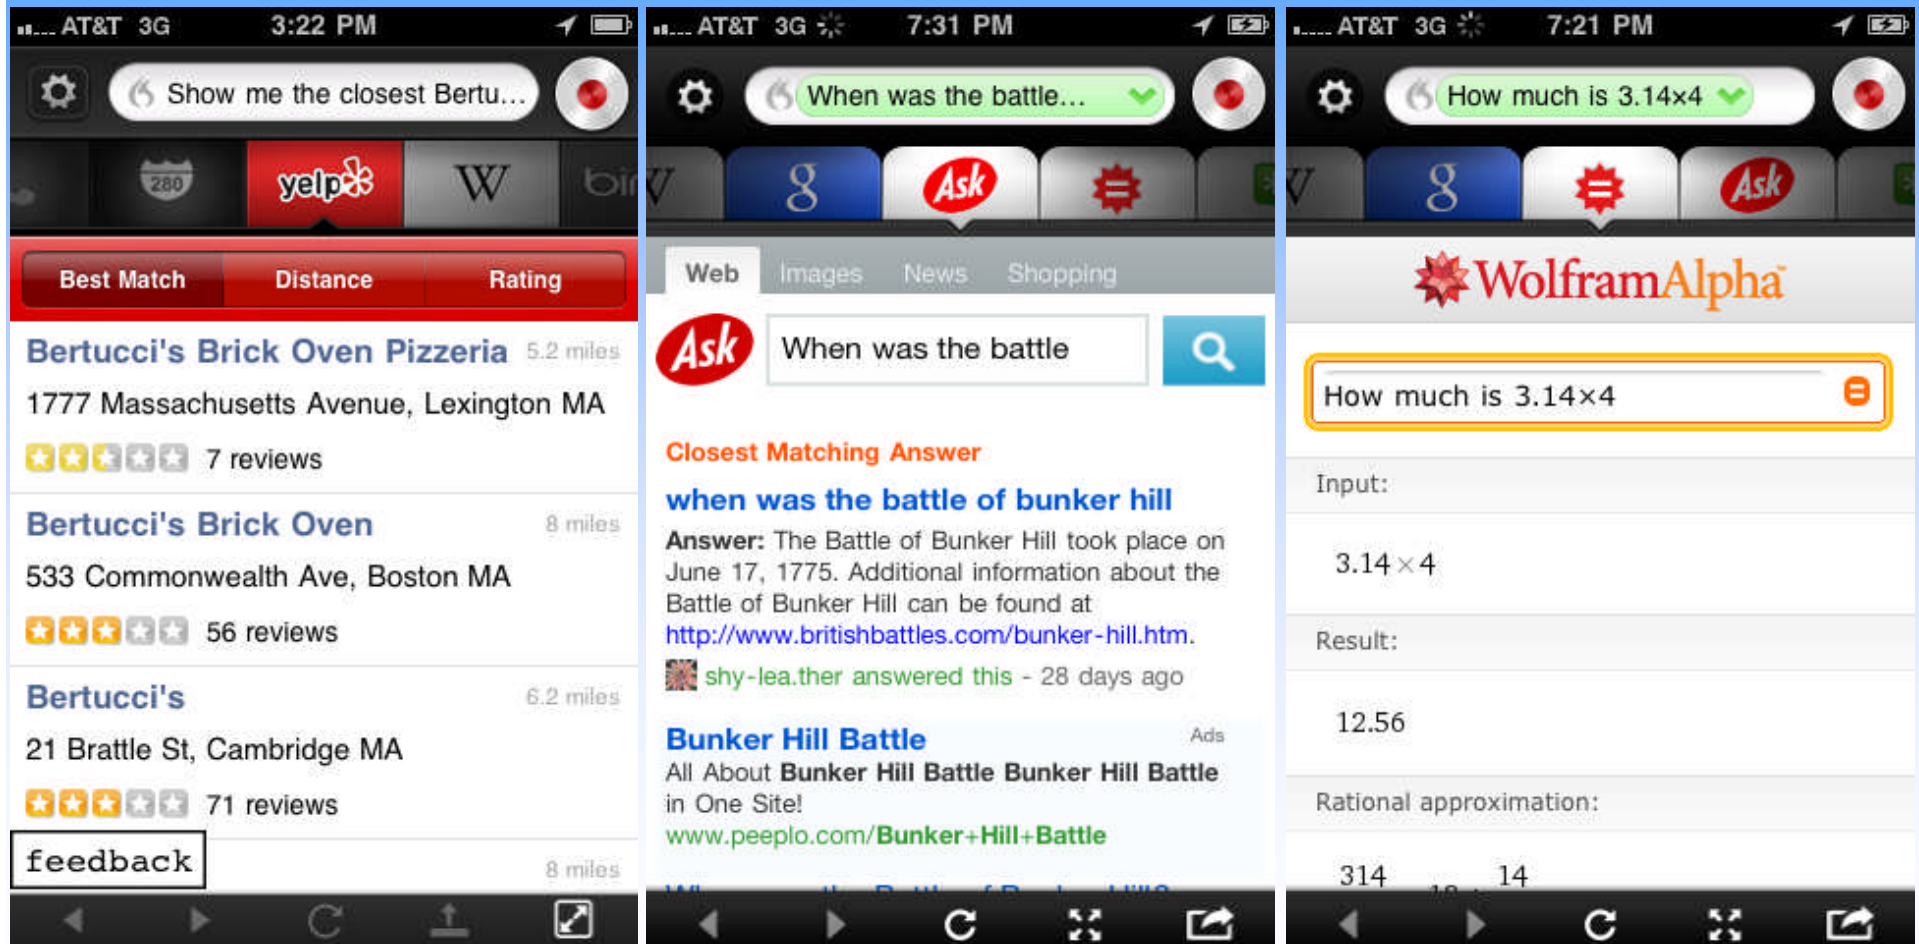 AT&T 3G 3:22 PM
Show me the closest Bertu...
280 yelp W bin
Best Match Distance Rating
Bertucci's Brick Oven Pizzeria 5.2 miles
1777 Massachusetts Avenue, Lexington MA
7 reviews
Bertucci's Brick Oven 8 miles
533 Commonwealth Ave, Boston MA
56 reviews
Bertucci's 6.2 miles
21 Brattle St, Cambridge MA
71 reviews
feedback 8 miles
AT&T 3G 7:31 PM
When was the battle...
W g Ask =
Web Images News Shopping
Ask When was the battle
Closest Matching Answer
when was the battle of bunker hill
Answer: The Battle of Bunker Hill took place on
June 17, 1775. Additional information about the
Battle of Bunker Hill can be found at
http://www.britishbattles.com/bunker-hill.htm.
shy-lea.ther answered this - 28 days ago
Bunker Hill Battle Ads
All About Bunker Hill Battle Bunker Hill Battle
in One Site!
www.peeplo.com/Bunker+Hill+Battle
AT&T 3G 7:21 PM
How much is 3.14×4
W g = Ask
WolframAlpha™
How much is 3.14×4 =
Input:
3.14 × 4
Result:
12.56
Rational approximation:
314 14